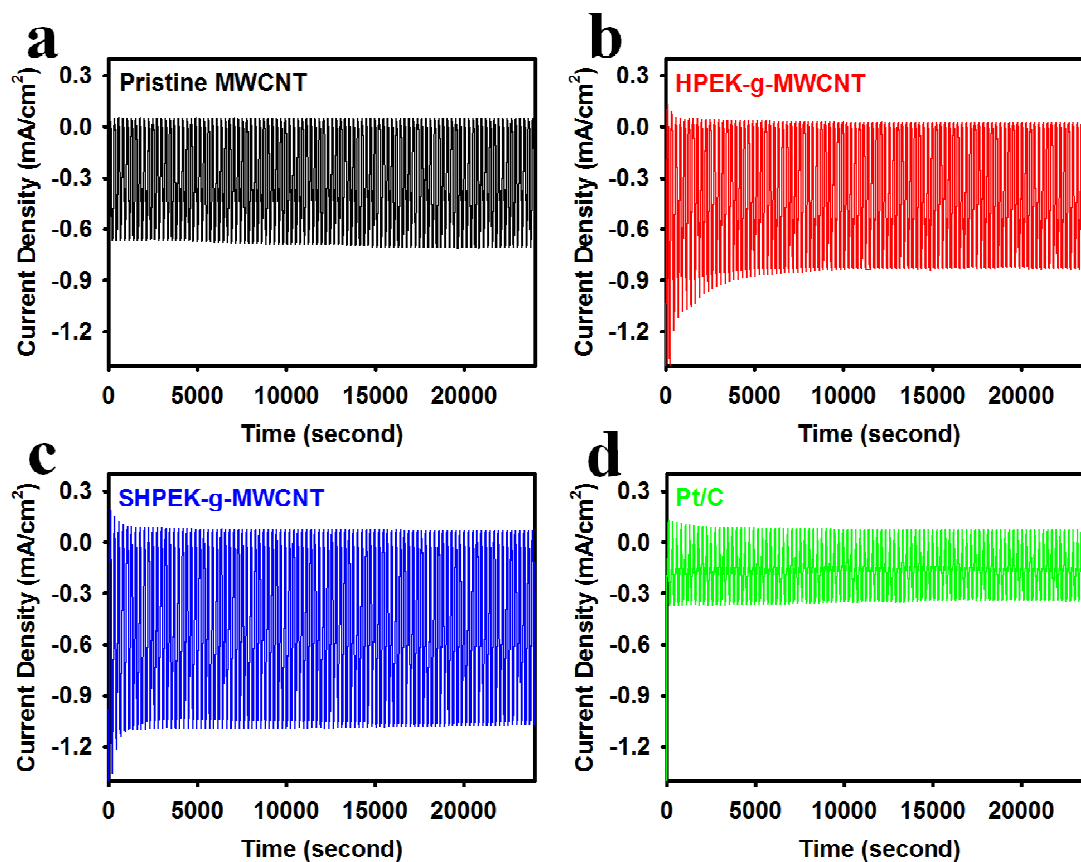 a
Pristine MWCNT
Current Density (mA/cm²)
0.3
0.0
-0.3
-0.6
-0.9
-1.2
0 5000 10000 15000 20000
Time (second)
b
HPEK-g-MWCNT
Current Density (mA/cm²)
0.3
0.0
-0.3
-0.6
-0.9
-1.2
0 5000 10000 15000 20000
Time (second)
c
SHPEK-g-MWCNT
Current Density (mA/cm²)
0.3
0.0
-0.3
-0.6
-0.9
-1.2
0 5000 10000 15000 20000
Time (second)
d
Pt/C
Current Density (mA/cm²)
0.3
0.0
-0.3
-0.6
-0.9
-1.2
0 5000 10000 15000 20000
Time (second)